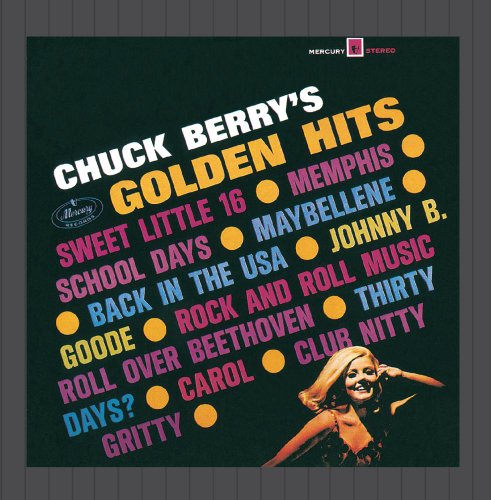 MERCURY STEREO
CHUCK BERRY'S
GOLDEN HITS
Mercury
RECORDS
SWEET LITTLE 16 ● MEMPHIS ●
SCHOOL DAYS ● MAYBELLENE ●
● BACK IN THE USA ● JOHNNY B.
GOODE ● ROCK AND ROLL MUSIC
ROLL OVER BEETHOVEN ● THIRTY
DAYS? ● CAROL ● CLUB NITTY
GRITTY ●